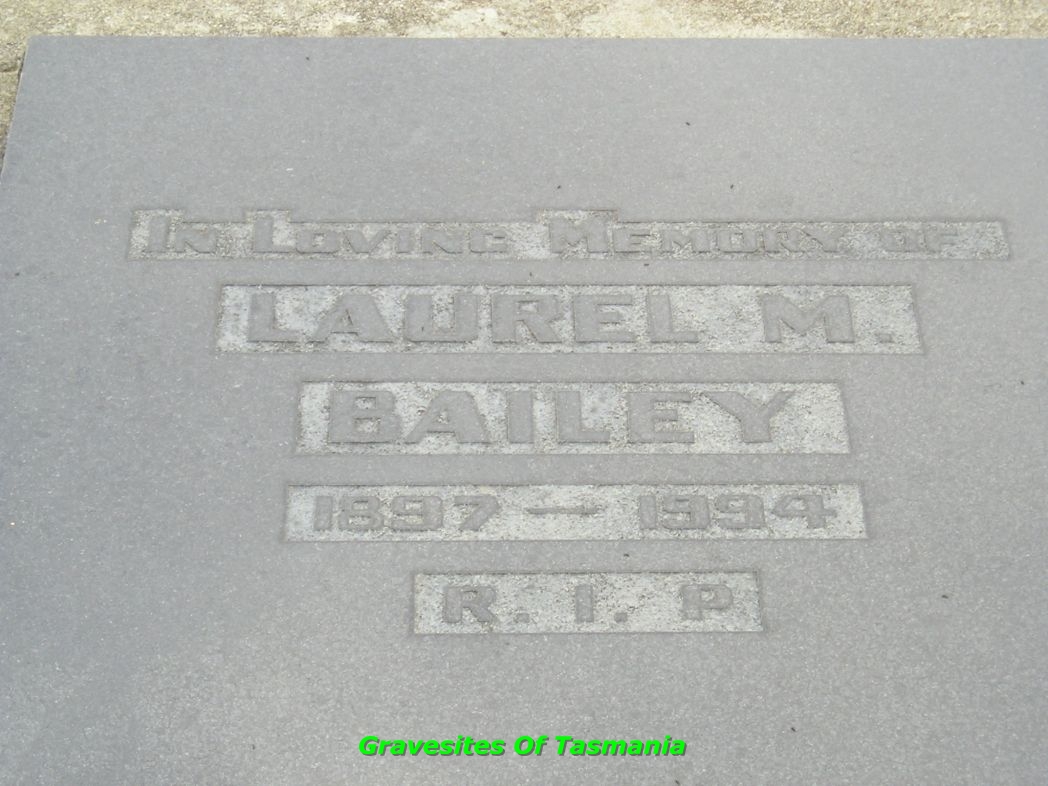 In Loving Memory of
LAUREL M.
BAILEY
1897 - 1994
R. I. P
Gravesites Of Tasmania